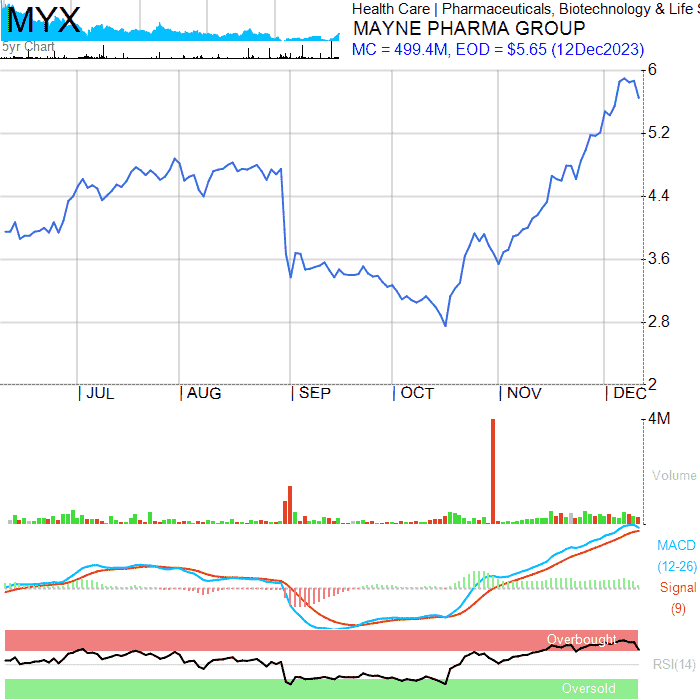 MYX
5yr Chart
Health Care | Pharmaceuticals, Biotechnology & Life S
MAYNE PHARMA GROUP
MC = 499.4M, EOD = $5.65 (12Dec2023)
6
5.2
4.4
3.6
2.8
2
| JUL | AUG | SEP | OCT | NOV | DEC
4M
Volume
MACD
(12-26)
Signal
(9)
Overbought
RSI(14)
Oversold